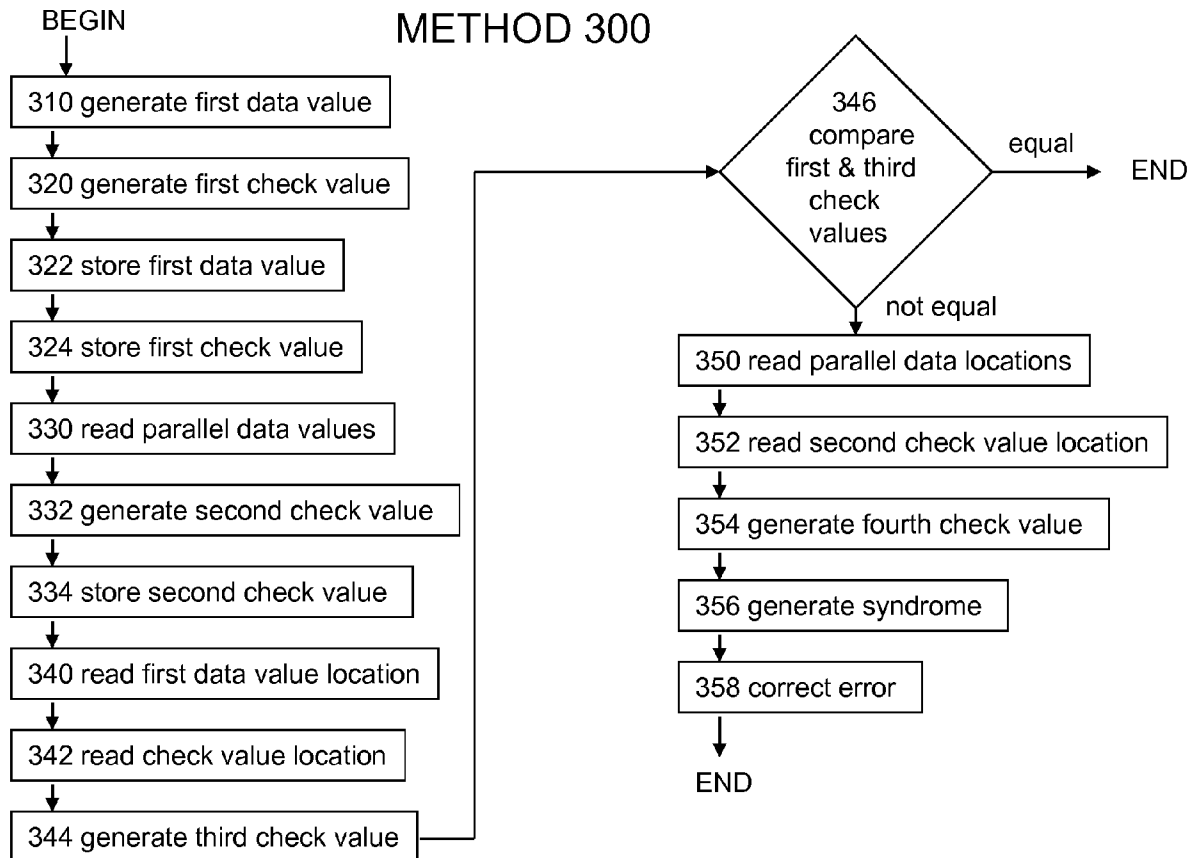 BEGIN
METHOD 300
310 generate first data value
320 generate first check value
322 store first data value
324 store first check value
330 read parallel data values
332 generate second check value
334 store second check value
340 read first data value location
342 read check value location
344 generate third check value
346
compare
first & third
check
values
equal
END
not equal
350 read parallel data locations
352 read second check value location
354 generate fourth check value
356 generate syndrome
358 correct error
END